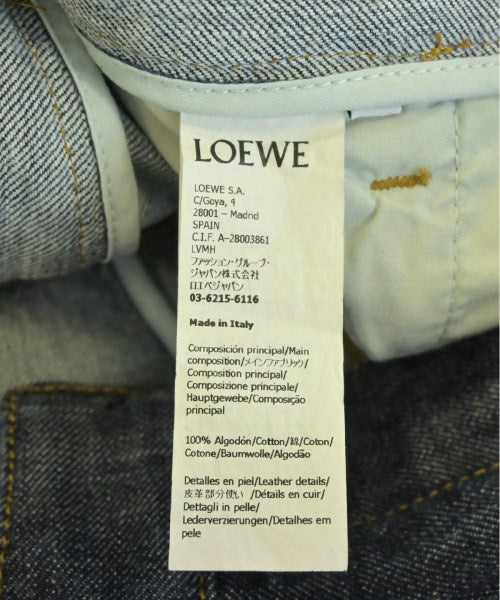 LOEWE
LOEWE S.A.
C/Goya, 4
28001 – Madrid
SPAIN
C.I.F. A–28003861
LVMH
ファッション・グループ・
ジャパン株式会社
ロエベジャパン
03-6215-6116
Made in Italy
Composición principal/Main
composition/メインファブリック/
Composition principal/
Composizione principale/
Hauptgewebe/Composição
principal
100% Algodón/Cotton/綿/Coton/
Cotone/Baumwolle/Algodão
Detalles en piel/Leather details/
皮革部分使い /Détails en cuir/
Dettagli in pelle/
Lederverzierungen/Detalhes em
pele